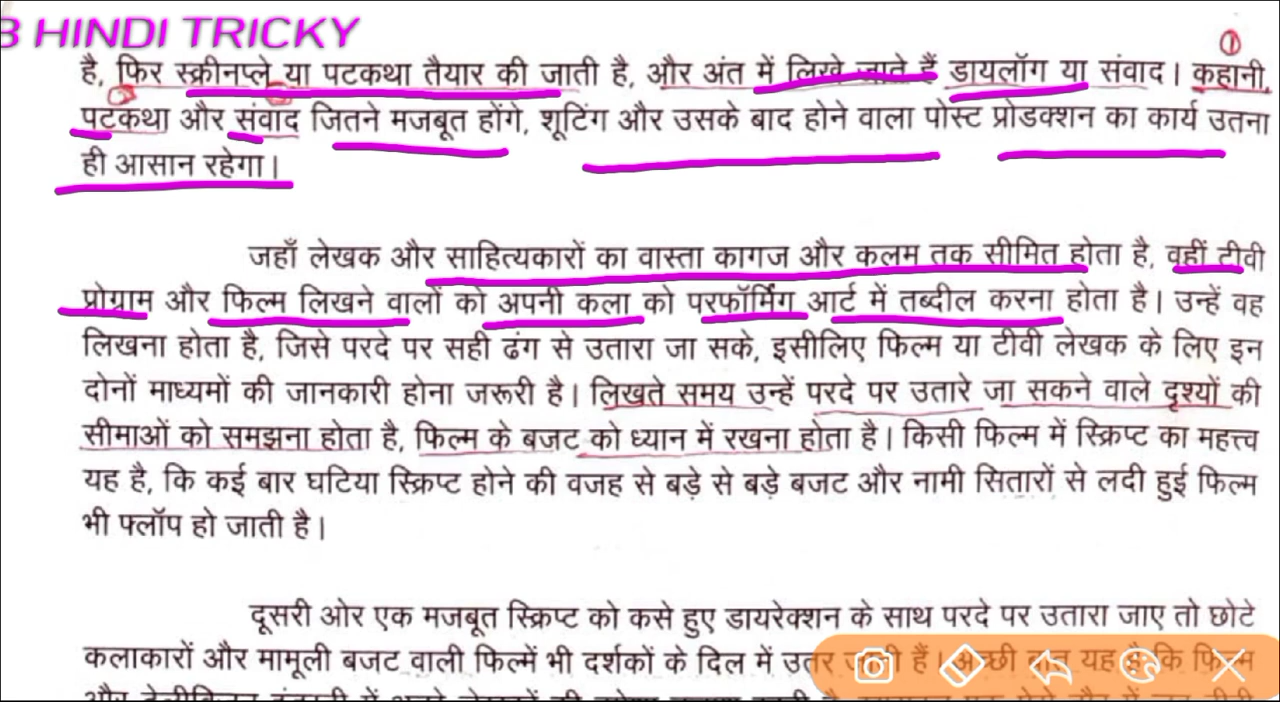 B HINDI TRICKY
①
है, फिर स्क्रीनप्ले या पटकथा तैयार की जाती है, और अंत में लिखे जाते हैं डायलॉग या संवाद। कहानी,
पटकथा और संवाद जितने मजबूत होंगे, शूटिंग और उसके बाद होने वाला पोस्ट प्रोडक्शन का कार्य उतना
ही आसान रहेगा।
जहाँ लेखक और साहित्यकारों का वास्ता कागज और कलम तक सीमित होता है, वहीं टीवी
प्रोग्राम और फिल्म लिखने वालों को अपनी कला को परफॉर्मिंग आर्ट में तब्दील करना होता है। उन्हें वह
लिखना होता है, जिसे परदे पर सही ढंग से उतारा जा सके, इसीलिए फिल्म या टीवी लेखक के लिए इन
दोनों माध्यमों की जानकारी होना जरूरी है। लिखते समय उन्हें परदे पर उतारे जा सकने वाले दृश्यों की
सीमाओं को समझना होता है, फिल्म के बजट को ध्यान में रखना होता है। किसी फिल्म में स्क्रिप्ट का महत्त्व
यह है, कि कई बार घटिया स्क्रिप्ट होने की वजह से बड़े से बड़े बजट और नामी सितारों से लदी हुई फिल्म
भी फ्लॉप हो जाती है।
दूसरी ओर एक मजबूत स्क्रिप्ट को कसे हुए डायरेक्शन के साथ परदे पर उतारा जाए तो छोटे
कलाकारों और मामूली बजट वाली फिल्में भी दर्शकों के दिल में उतर जाती हैं। अच्छी बात यह है कि फिल्म